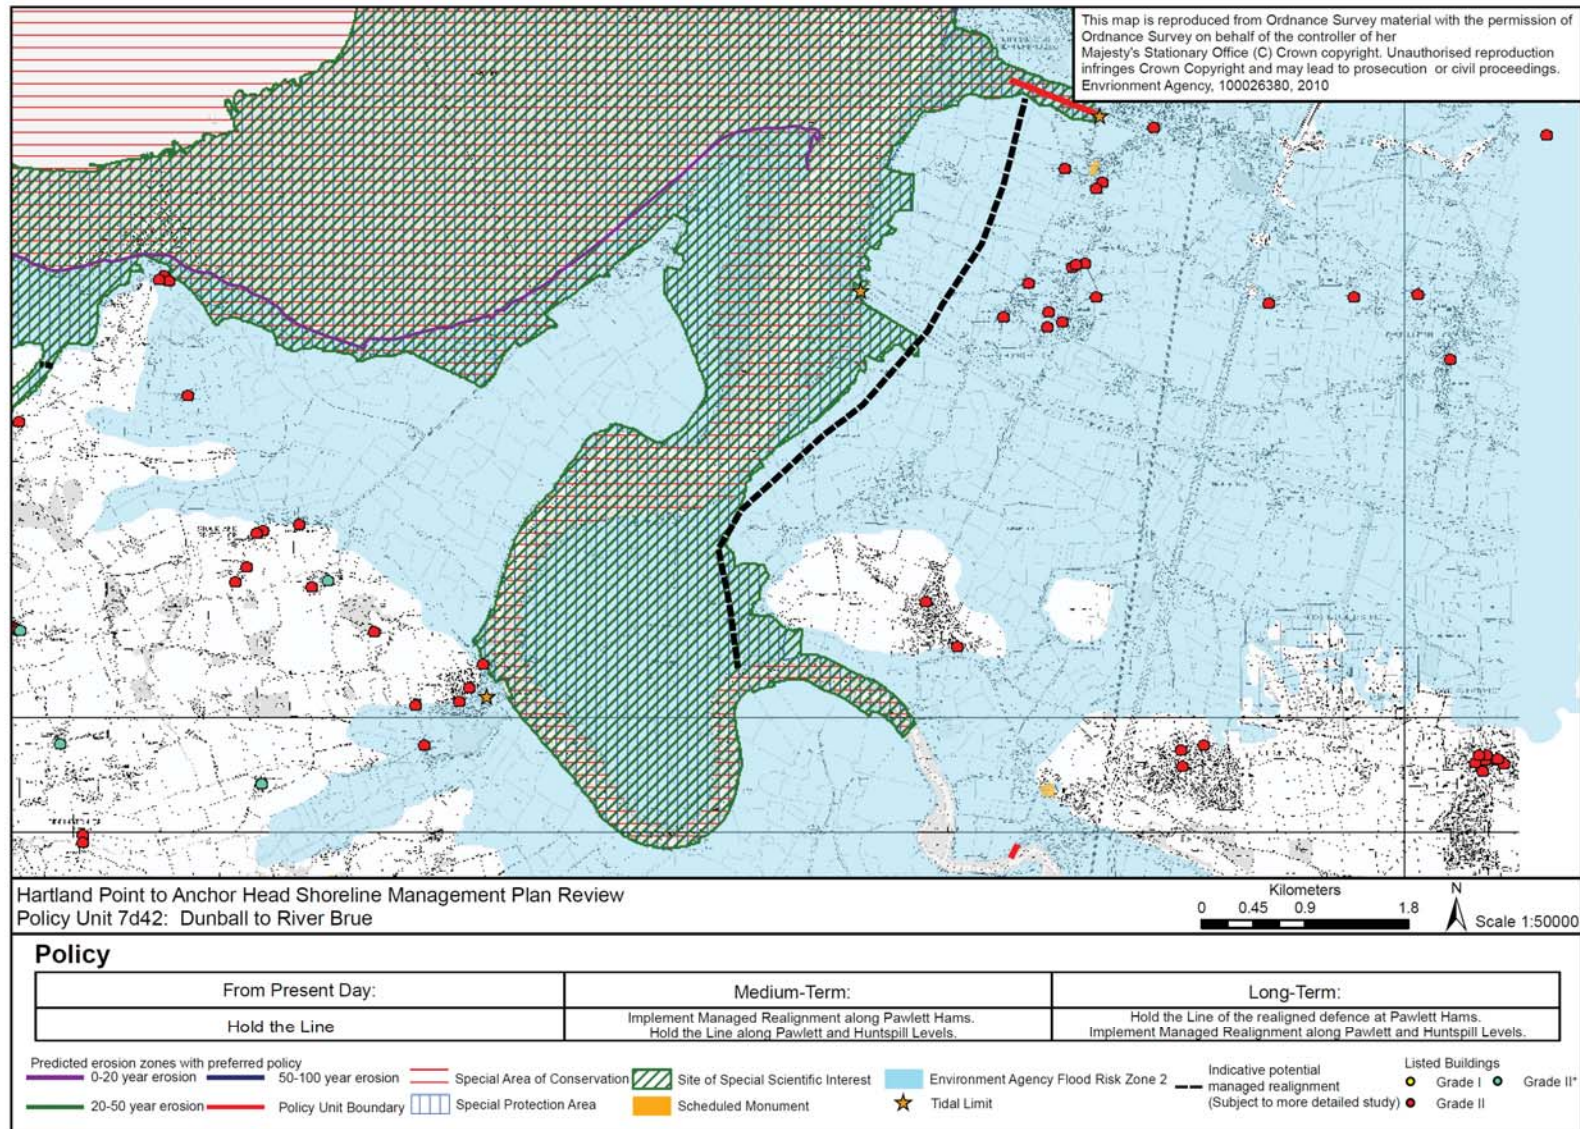 This map is reproduced from Ordnance Survey material with the permission of
Ordnance Survey on behalf of the controller of her
Majesty's Stationary Office (C) Crown copyright. Unauthorised reproduction
infringes Crown Copyright and may lead to prosecution or civil proceedings.
Envrionment Agency, 100026380, 2010
Hartland Point to Anchor Head Shoreline Management Plan Review
Policy Unit 7d42: Dunball to River Brue
Kilometers
0 0.45 0.9 1.8
N
Scale 1:50000
Policy
From Present Day: Medium-Term: Long-Term:
Hold the Line
Implement Managed Realignment along Pawlett Hams.
Hold the Line along Pawlett and Huntspill Levels.
Hold the Line of the realigned defence at Pawlett Hams.
Implement Managed Realignment along Pawlett and Huntspill Levels.
Predicted erosion zones with preferred policy
0-20 year erosion
50-100 year erosion
20-50 year erosion
Policy Unit Boundary
Special Area of Conservation
Special Protection Area
Site of Special Scientific Interest
Scheduled Monument
Environment Agency Flood Risk Zone 2
Tidal Limit
Indicative potential
managed realignment
(Subject to more detailed study)
Listed Buildings
Grade I
Grade II*
Grade II